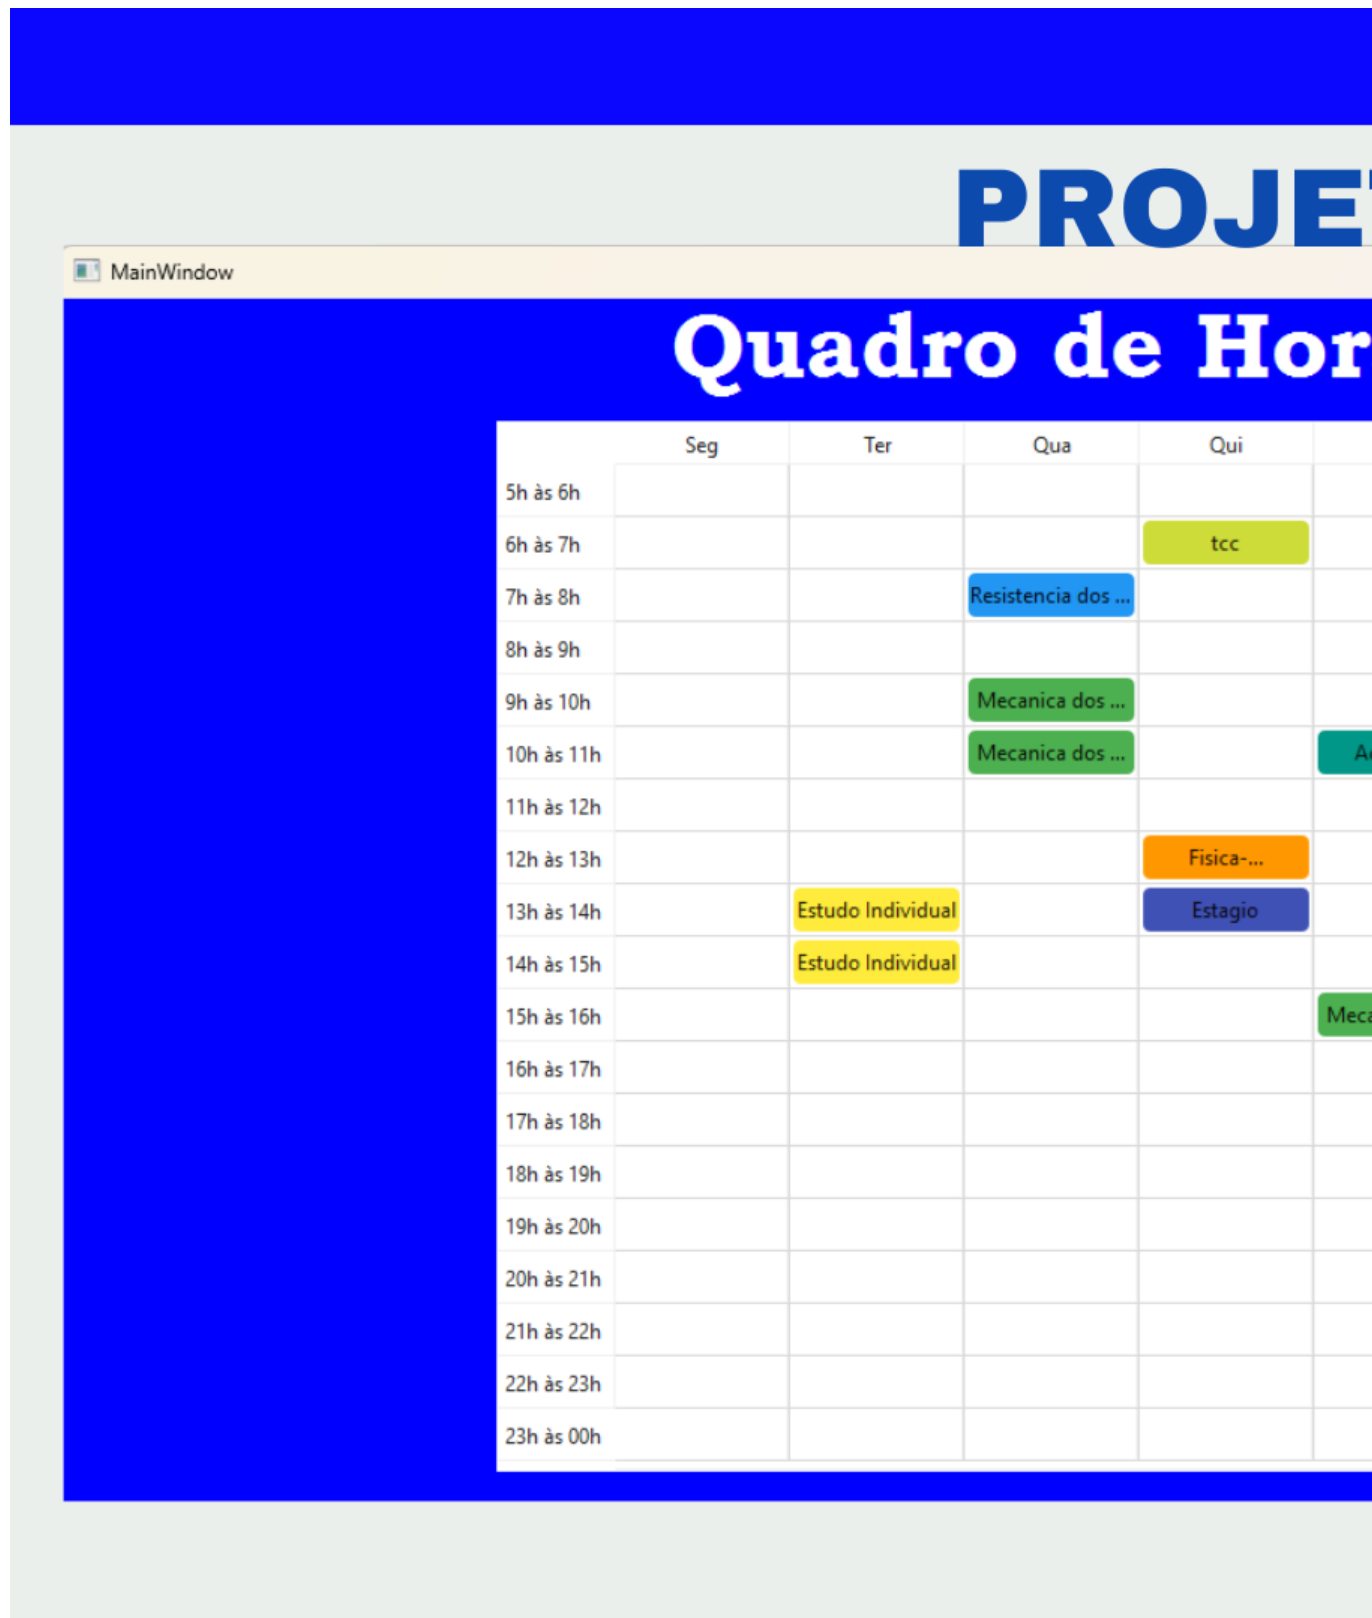 PROJE
MainWindow
Quadro de Hor
Seg Ter Qua Qui
5h às 6h
6h às 7h tcc
7h às 8h Resistencia dos ...
8h às 9h
9h às 10h Mecanica dos ...
10h às 11h Mecanica dos ...
11h às 12h
12h às 13h Fisica-...
13h às 14h Estudo Individual Estagio
14h às 15h Estudo Individual
15h às 16h Meca
16h às 17h
17h às 18h
18h às 19h
19h às 20h
20h às 21h
21h às 22h
22h às 23h
23h às 00h